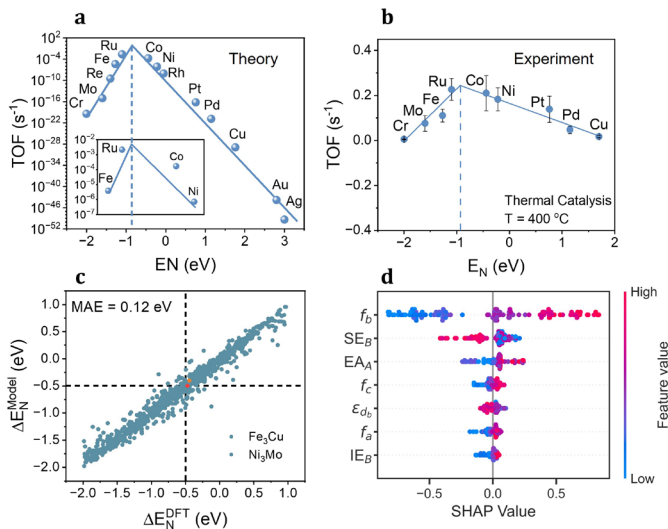 a
Theory
TOF (s⁻¹)
10²
10⁻⁴
10⁻¹⁰
10⁻¹⁶
10⁻²²
10⁻²⁸
10⁻³⁴
10⁻⁴⁰
10⁻⁴⁶
10⁻⁵²
Cr
Mo
Re
Fe
Ru
Co
Ni
Rh
Pt
Pd
Cu
Au
Ag
10⁻²
10⁻³
10⁻⁴
10⁻⁵
10⁻⁶
10⁻⁷
Ru
Fe
Co
Ni
-2 -1 0 1 2 3
EN (eV)
b
Experiment
TOF (s⁻¹)
0.4
0.2
0.0
-0.2
-0.4
Cr
Mo
Fe
Ru
Co
Ni
Pt
Pd
Cu
Thermal Catalysis
T = 400 °C
-2 -1 0 1 2
E_N (eV)
c
MAE = 0.12 eV
ΔE_N^Model (eV)
1.0
0.5
0.0
-0.5
-1.0
-1.5
-2.0
Fe₃Cu
Ni₃Mo
-2.0 -1.5 -1.0 -0.5 0.0 0.5 1.0
ΔE_N^DFT (eV)
d
f_b
SE_B
EA_A
f_c
ε_{d_b}
f_a
IE_B
-0.5 0.0 0.5
SHAP Value
High
Feature value
Low